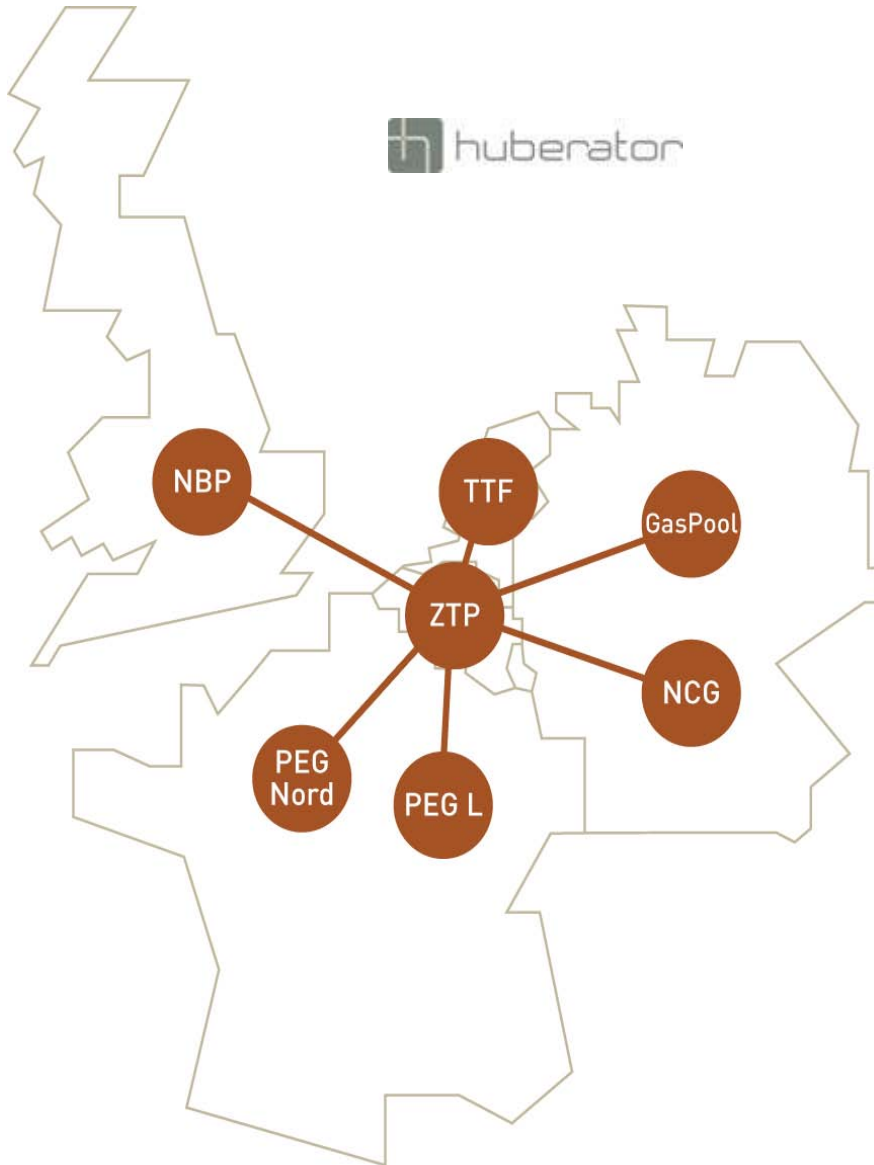 huberator
NBP
TTF
GasPool
ZTP
NCG
PEG
Nord
PEG L